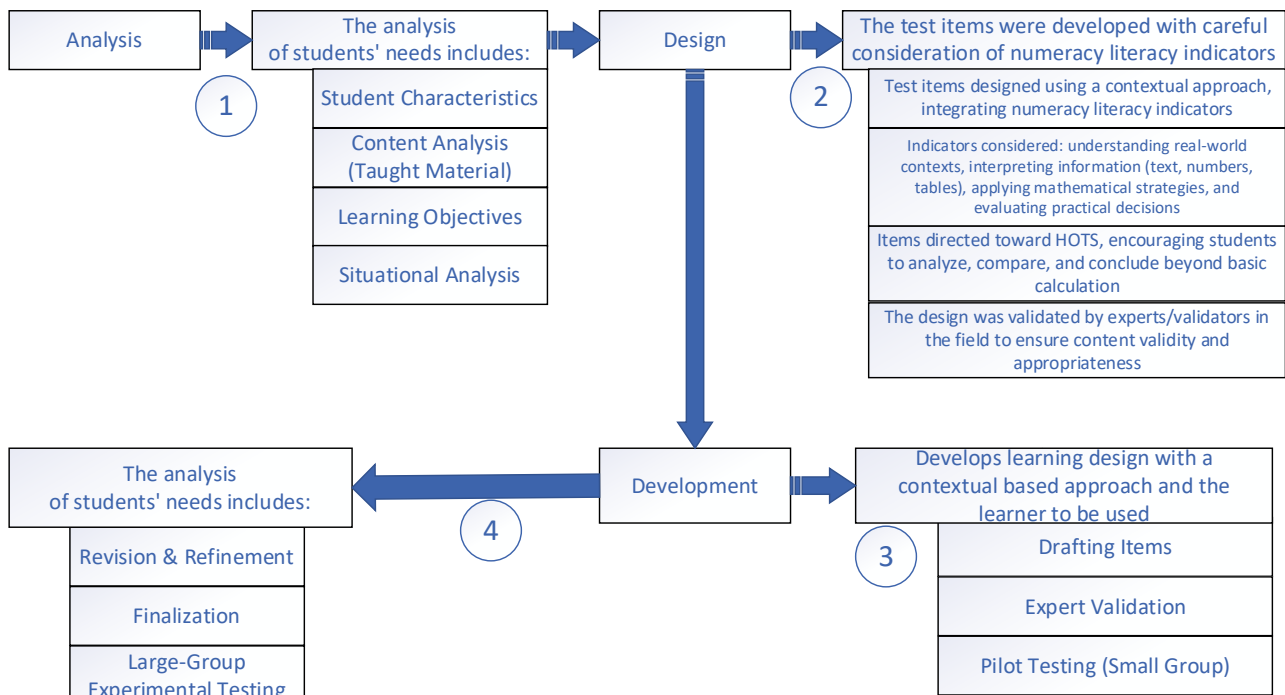 Analysis
The analysis
of students' needs includes:
Student Characteristics
Content Analysis
(Taught Material)
Learning Objectives
Situational Analysis
1
Design
2
The test items were developed with careful
consideration of numeracy literacy indicators
Test items designed using a contextual approach,
integrating numeracy literacy indicators
Indicators considered: understanding real-world
contexts, interpreting information (text, numbers,
tables), applying mathematical strategies, and
evaluating practical decisions
Items directed toward HOTS, encouraging students
to analyze, compare, and conclude beyond basic
calculation
The design was validated by experts/validators in
the field to ensure content validity and
appropriateness
Development
3
Develops learning design with a
contextual based approach and the
learner to be used
Drafting Items
Expert Validation
Pilot Testing (Small Group)
4
The analysis
of students' needs includes:
Revision & Refinement
Finalization
Large-Group
Experimental Testing